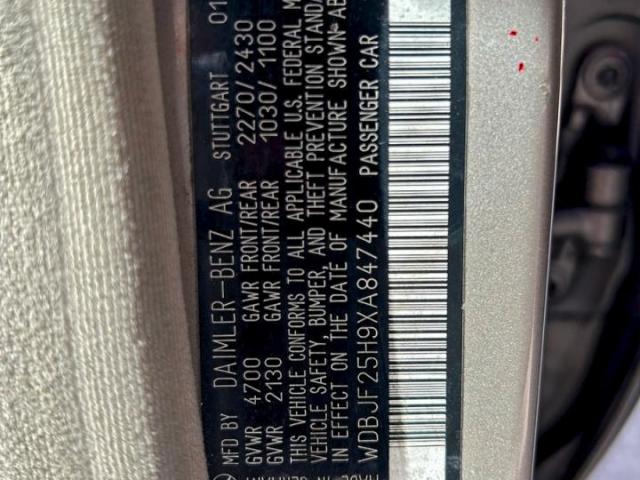 MFD BY DAIMLER-BENZ AG STUTTGART 01
GVWR 4700 GAWR FRONT/REAR 2270/2430
GVWR 2130 GAWR FRONT/REAR 1030/1100
THIS VEHICLE CONFORMS TO ALL APPLICABLE U.S. FEDERAL M
VEHICLE SAFETY, BUMPER, AND THEFT PREVENTION STANDA
IN EFFECT ON THE DATE OF MANUFACTURE SHOWN AB
WDBJF25H9XA847440 PASSENGER CAR